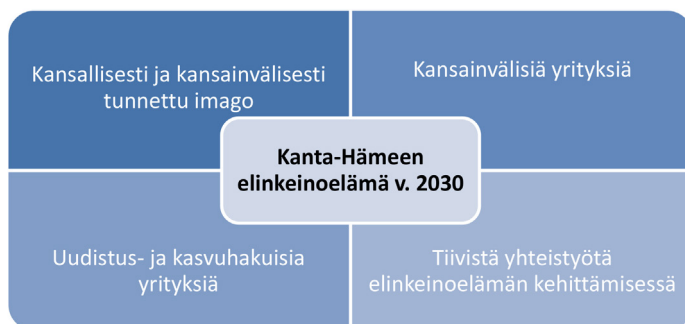 Kansallisesti ja kansainvälisesti
tunnettu imago
Kansainvälisiä yrityksiä
Kanta-Hämeen
elinkeinoelämä v. 2030
Uudistus- ja kasvuhakuisia
yrityksiä
Tiivistä yhteistyötä
elinkeinoelämän kehittämisessä